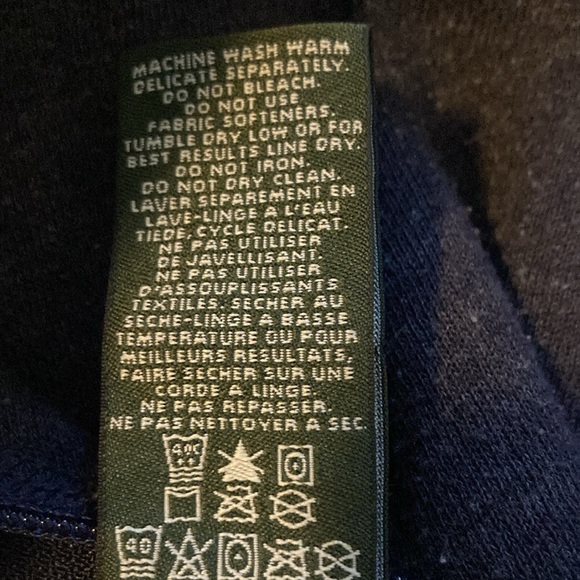 MACHINE WASH WARM
DELICATE SEPARATELY.
DO NOT BLEACH.
DO NOT USE
FABRIC SOFTENERS.
TUMBLE DRY LOW OR FOR
BEST RESULTS LINE DRY.
DO NOT IRON.
DO NOT DRY CLEAN.
LAVER SEPAREMENT EN
LAVE-LINGE A L'EAU
TIEDE, CYCLE DELICAT.
NE PAS UTILISER
DE JAVELLISANT.
NE PAS UTILISER
D'ASSOUPLISSANTS
TEXTILES. SECHER AU
SECHE-LINGE A BASSE
TEMPERATURE OU POUR
MEILLEURS RESULTATS,
FAIRE SECHER SUR UNE
CORDE A LINGE.
NE PAS REPASSER.
NE PAS NETTOYER A SEC.
40